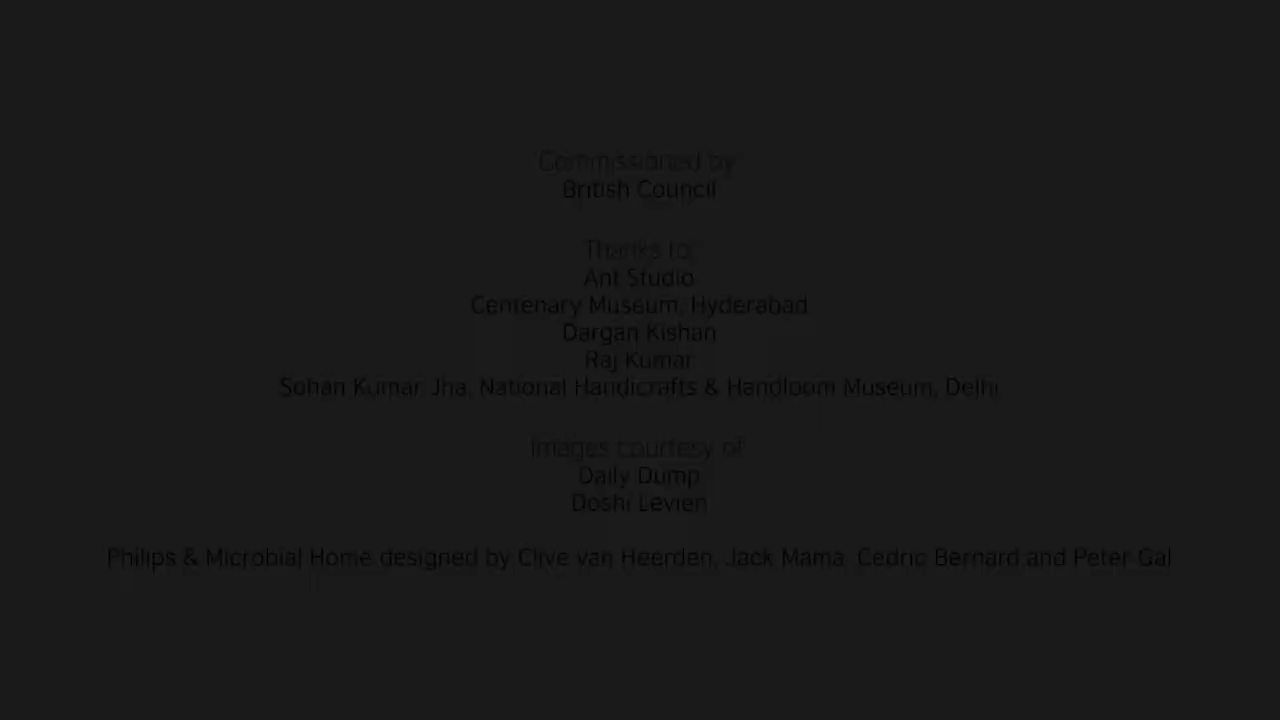 Commissioned by
British Council
Thanks to:
Ant Studio
Centenary Museum, Hyderabad
Dargan Kishan
Raj Kumar
Sohan Kumar Jha, National Handicrafts & Handloom Museum, Delhi
Images courtesy of
Daily Dump
Doshi Levien
Philips & Microbial Home designed by Clive van Heerden, Jack Mama, Cedric Bernard and Peter Gal